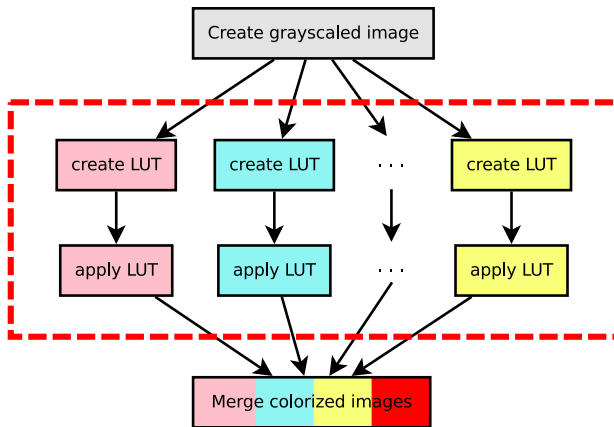 Create grayscaled image
create LUT create LUT . . . create LUT
apply LUT apply LUT . . . apply LUT
Merge colorized images